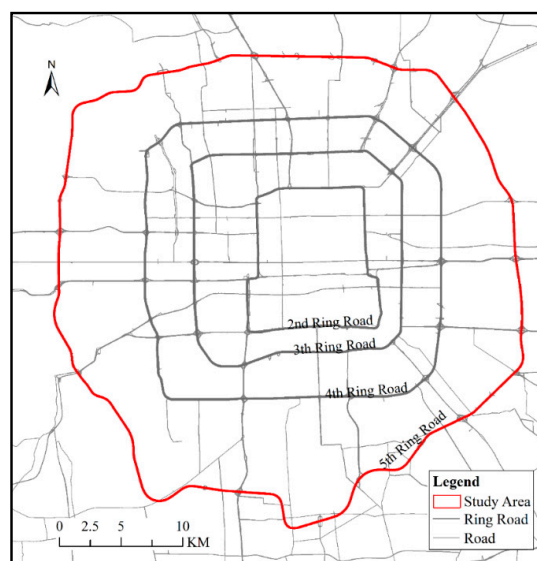 N
2nd Ring Road
3th Ring Road
4th Ring Road
5th Ring Road
Legend
Study Area
Ring Road
Road
0 2.5 5 10
KM